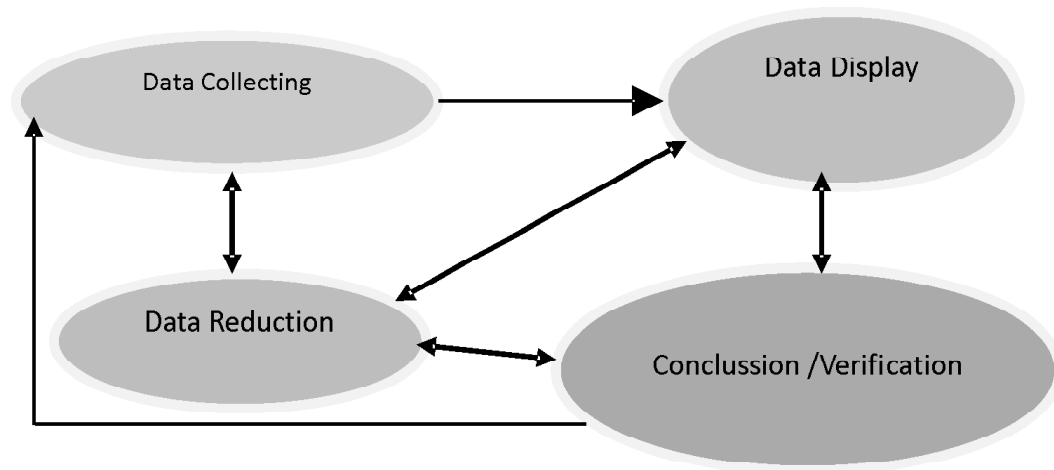 Data Collecting
Data Display
Data Reduction
Conclussion /Verification